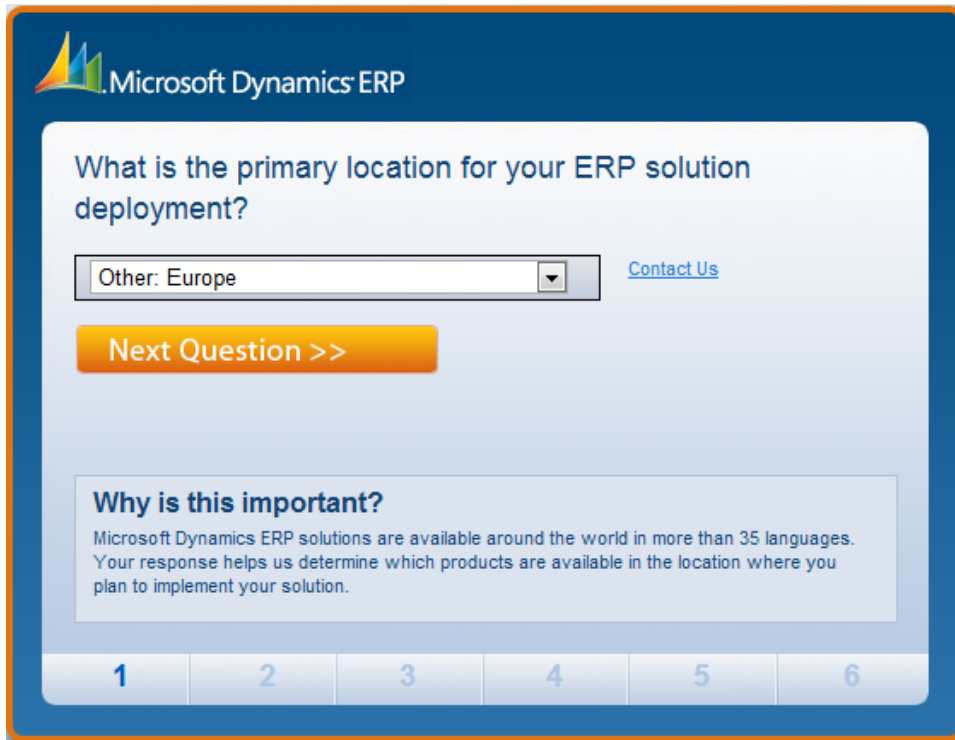 Microsoft Dynamics ERP
What is the primary location for your ERP solution
deployment?
Other: Europe
Contact Us
Next Question >>
Why is this important?
Microsoft Dynamics ERP solutions are available around the world in more than 35 languages.
Your response helps us determine which products are available in the location where you
plan to implement your solution.
1 2 3 4 5 6